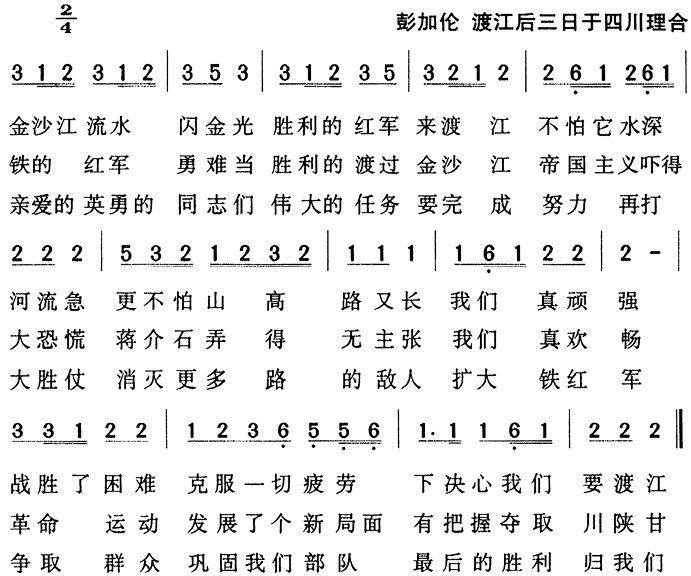 2/4
彭加伦 渡江后三日于四川理合
3 1 2 3 1 2 | 3 5 3 | 3 1 2 3 5 | 3 2 1 2 | 2 6 1 2 6 1 |
金沙江 流水 闪金光 胜利的 红军 来渡 江 不怕它水深
铁的 红军 勇难当 胜利的 渡过 金沙 江 帝国主义吓得
亲爱的 英勇的 同志们 伟大的 任务 要完 成 努力 再打
2 2 2 | 5 3 2 1 2 3 2 | 1 1 1 | 1 6 1 2 2 | 2 - |
河流急 更不怕山 高 路又长 我们 真顽 强
大恐慌 蒋介石弄 得 无主张 我们 真欢 畅
大胜仗 消灭更多 路 的敌人 扩大 铁红 军
3 3 1 2 2 | 1 2 3 6 5 5 6 | 1· 1 1 6 1 | 2 2 2 ‖
战胜了 困难 克服一切疲劳 下决心我们 要渡江
革命 运动 发展了个新局面 有把握夺取 川陕甘
争取 群众 巩固我们部队 最后的胜利 归我们